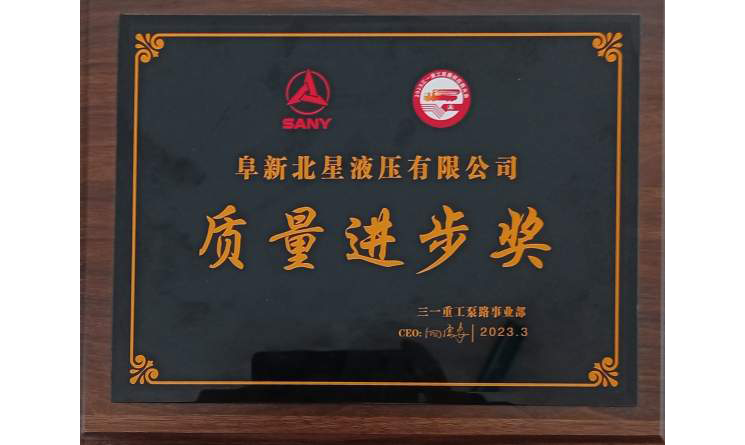 SANY
阜新北星液压有限公司
质量进步奖
三一重工泵路事业部
CEO: | 2023.3